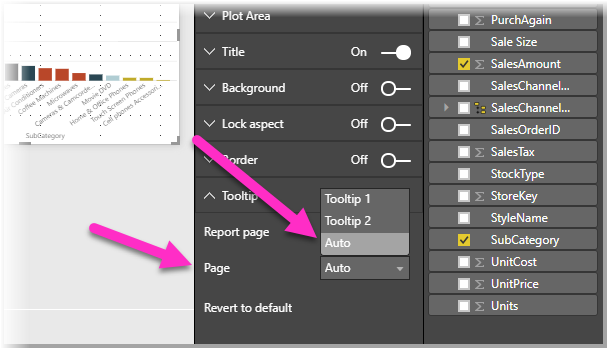 Cameras
Conditioners
Coffee Machines
Microwaves
Cameras & Camcorde...
Movie DVD
Home & Office Phones
Touch Screen Phones
Cell phones Accesson...
SubCategory
Plot Area
Title On
Background Off
Lock aspect Off
Border Off
Tooltip
Tooltip 1
Tooltip 2
Auto
Report page
Page Auto
Revert to default
PurchAgain
Sale Size
SalesAmount
SalesChannel...
SalesChannel...
SalesOrderID
SalesTax
StockType
StoreKey
StyleName
SubCategory
UnitCost
UnitPrice
Units